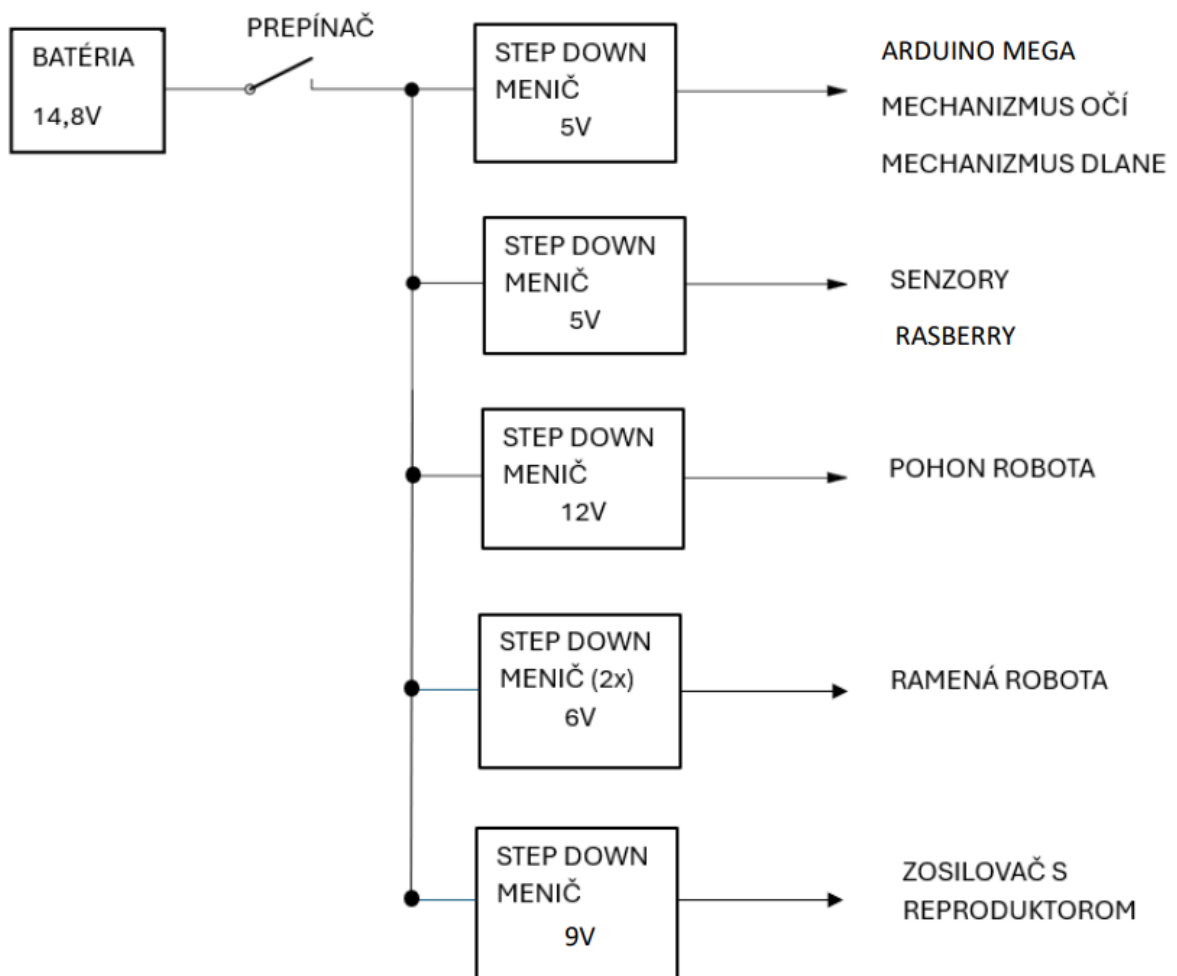 PREPÍNAČ
BATÉRIA
14,8V
STEP DOWN
MENIČ
5V
ARDUINO MEGA
MECHANIZMUS OČÍ
MECHANIZMUS DLANE
STEP DOWN
MENIČ
5V
SENZORY
RASBERRY
STEP DOWN
MENIČ
12V
POHON ROBOTA
STEP DOWN
MENIČ (2x)
6V
RAMENÁ ROBOTA
STEP DOWN
MENIČ
9V
ZOSILOVAČ S
REPRODUKTOROM